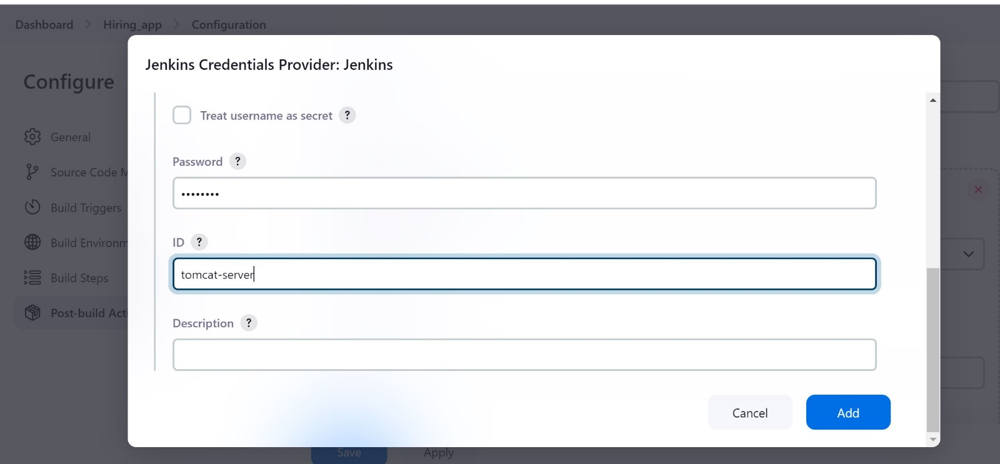 Dashboard > Hiring_app > Configuration
Jenkins Credentials Provider: Jenkins
Configure
General
Source Code M
Build Triggers
Build Environm
Build Steps
Post-build Acti
Treat username as secret ?
Password ?
••••••••
ID ?
tomcat-server
Description ?
Cancel
Add
Save
Apply